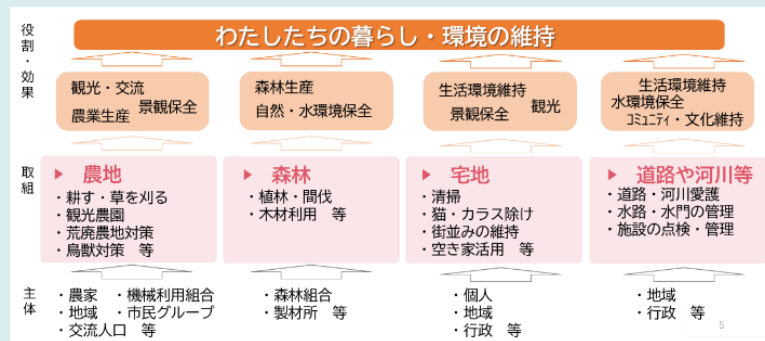 役割・効果
わたしたちの暮らし・環境の維持
観光・交流
農業生産 景観保全
森林生産
自然・水環境保全
生活環境維持
景観保全 観光
生活環境維持
水環境保全
コミュニティ・文化維持
取組
▶ 農地
・耕す・草を刈る
・観光農園
・荒廃農地対策
・鳥獣対策 等
▶ 森林
・植林・間伐
・木材利用 等
▶ 宅地
・清掃
・猫・カラス除け
・街並みの維持
・空き家活用 等
▶ 道路や河川等
・道路・河川愛護
・水路・水門の管理
・施設の点検・管理
主体
・農家 ・機械利用組合
・地域 ・市民グループ
・交流人口 等
・森林組合
・製材所 等
・個人
・地域
・行政 等
・地域
・行政 等
5